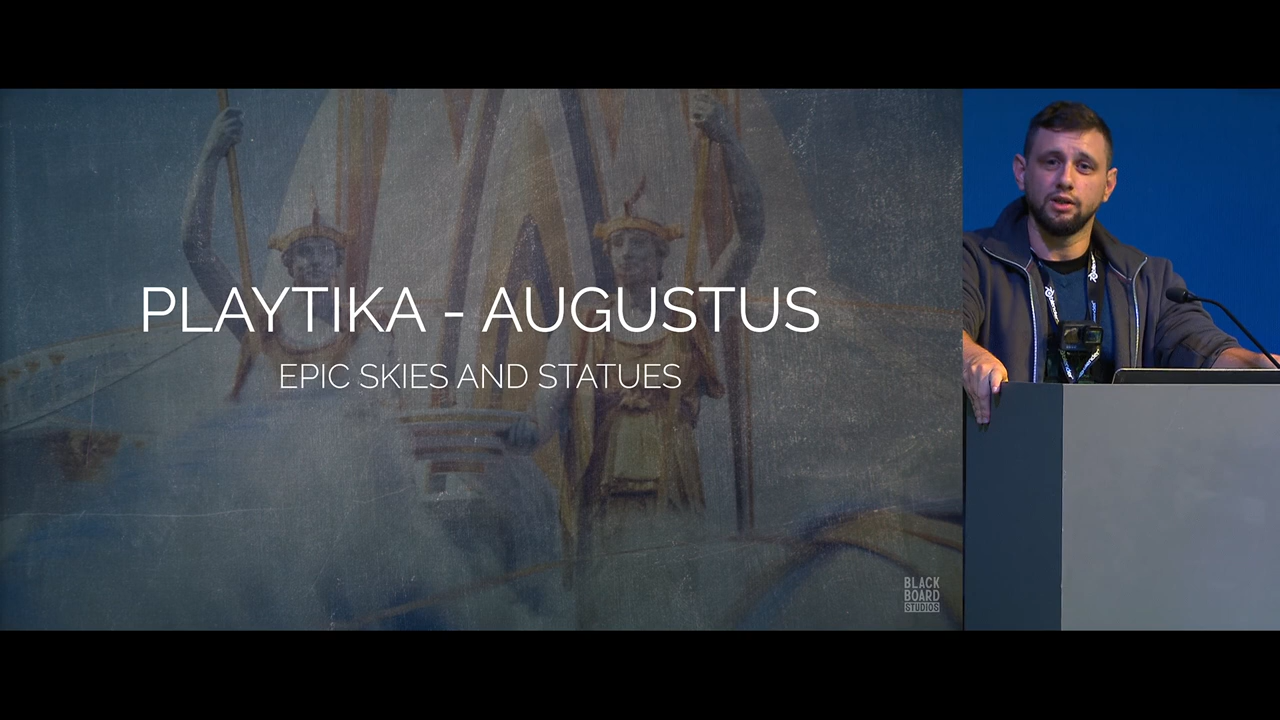 PLAYTIKA - AUGUSTUS
EPIC SKIES AND STATUES
BLACK
BOARD
STUDIOS